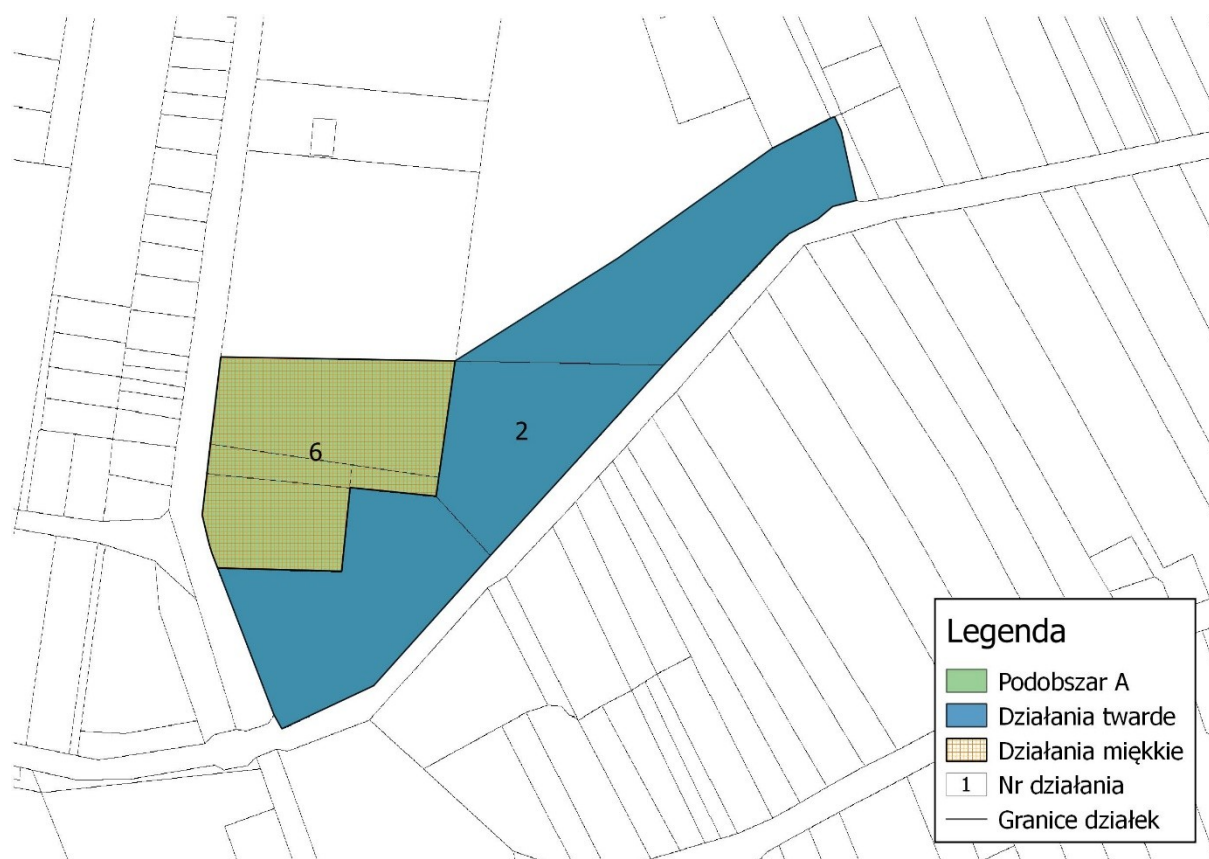 2
6
Legenda
Podobszar A
Działania twarde
Działania miękkie
1 Nr działania
Granice działek